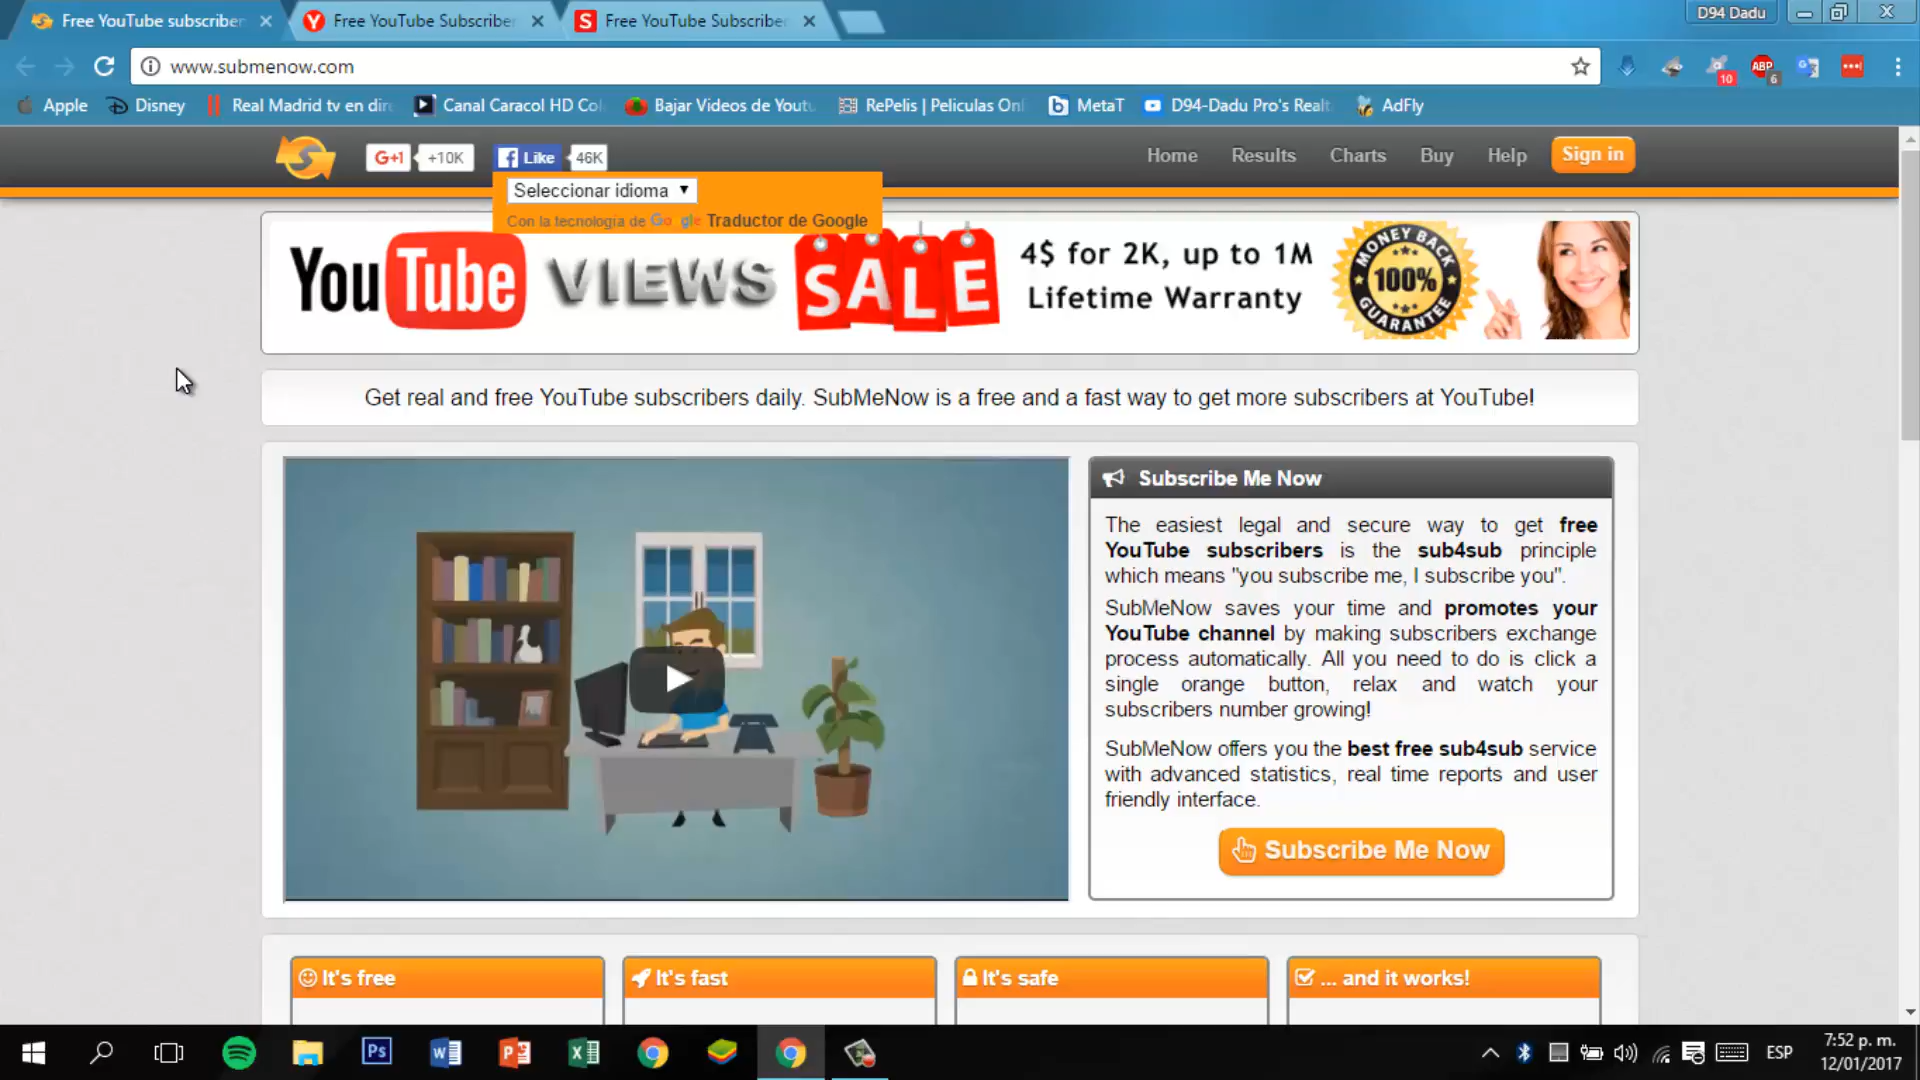 Free YouTube subscriber
Free YouTube Subscribe
Free YouTube Subscribe
D94 Dadu
www.submenow.com
10
ABP
6
Apple
Disney
Real Madrid tv en dire
Canal Caracol HD Co
Bajar Videos de Yout
RePelis | Peliculas Onl
MetaT
D94-Dadu Pro's Realt
AdFly
G+1
+10K
Like
46K
Home
Results
Charts
Buy
Help
Sign in
Seleccionar idioma
Con la tecnología de Google Traductor de Google
YouTube VIEWS SALE
4$ for 2K, up to 1M
Lifetime Warranty
MONEY BACK
100%
GUARANTEE
Get real and free YouTube subscribers daily. SubMeNow is a free and a fast way to get more subscribers at YouTube!
Subscribe Me Now
The easiest legal and secure way to get free
YouTube subscribers is the sub4sub principle
which means "you subscribe me, I subscribe you".
SubMeNow saves your time and promotes your
YouTube channel by making subscribers exchange
process automatically. All you need to do is click a
single orange button, relax and watch your
subscribers number growing!
SubMeNow offers you the best free sub4sub service
with advanced statistics, real time reports and user
friendly interface.
Subscribe Me Now
It's free
It's fast
It's safe
... and it works!
Ps
ESP
7:52 p. m.
12/01/2017